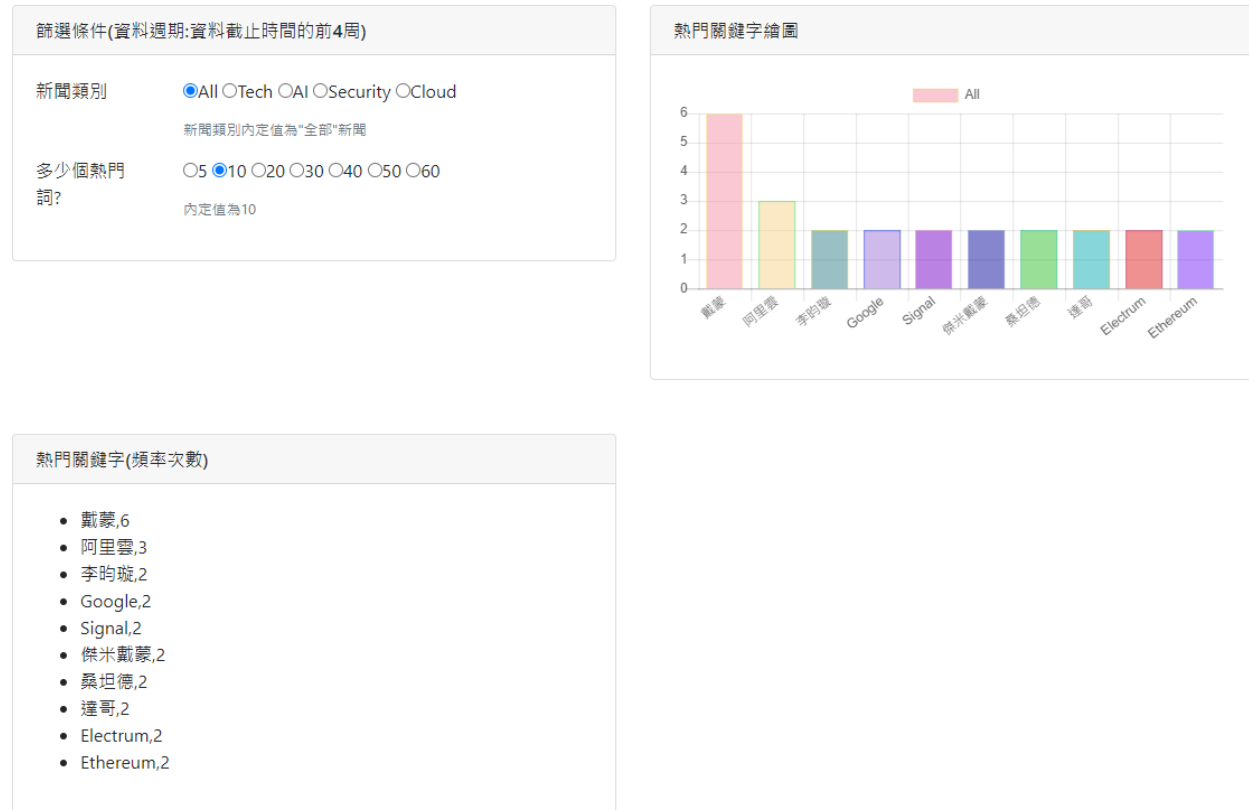 篩選條件(資料週期:資料截止時間的前4周)
新聞類別
All Tech AI Security Cloud
新聞類別內定值為"全部"新聞
多少個熱門
詞?
5 10 20 30 40 50 60
內定值為10
熱門關鍵字繪圖
All
6
5
4
3
2
1
0
戴蒙
阿里雲
李昀璇
Google
Signal
傑米戴蒙
桑坦德
達哥
Electrum
Ethereum
熱門關鍵字(頻率次數)
戴蒙,6
阿里雲,3
李昀璇,2
Google,2
Signal,2
傑米戴蒙,2
桑坦德,2
達哥,2
Electrum,2
Ethereum,2